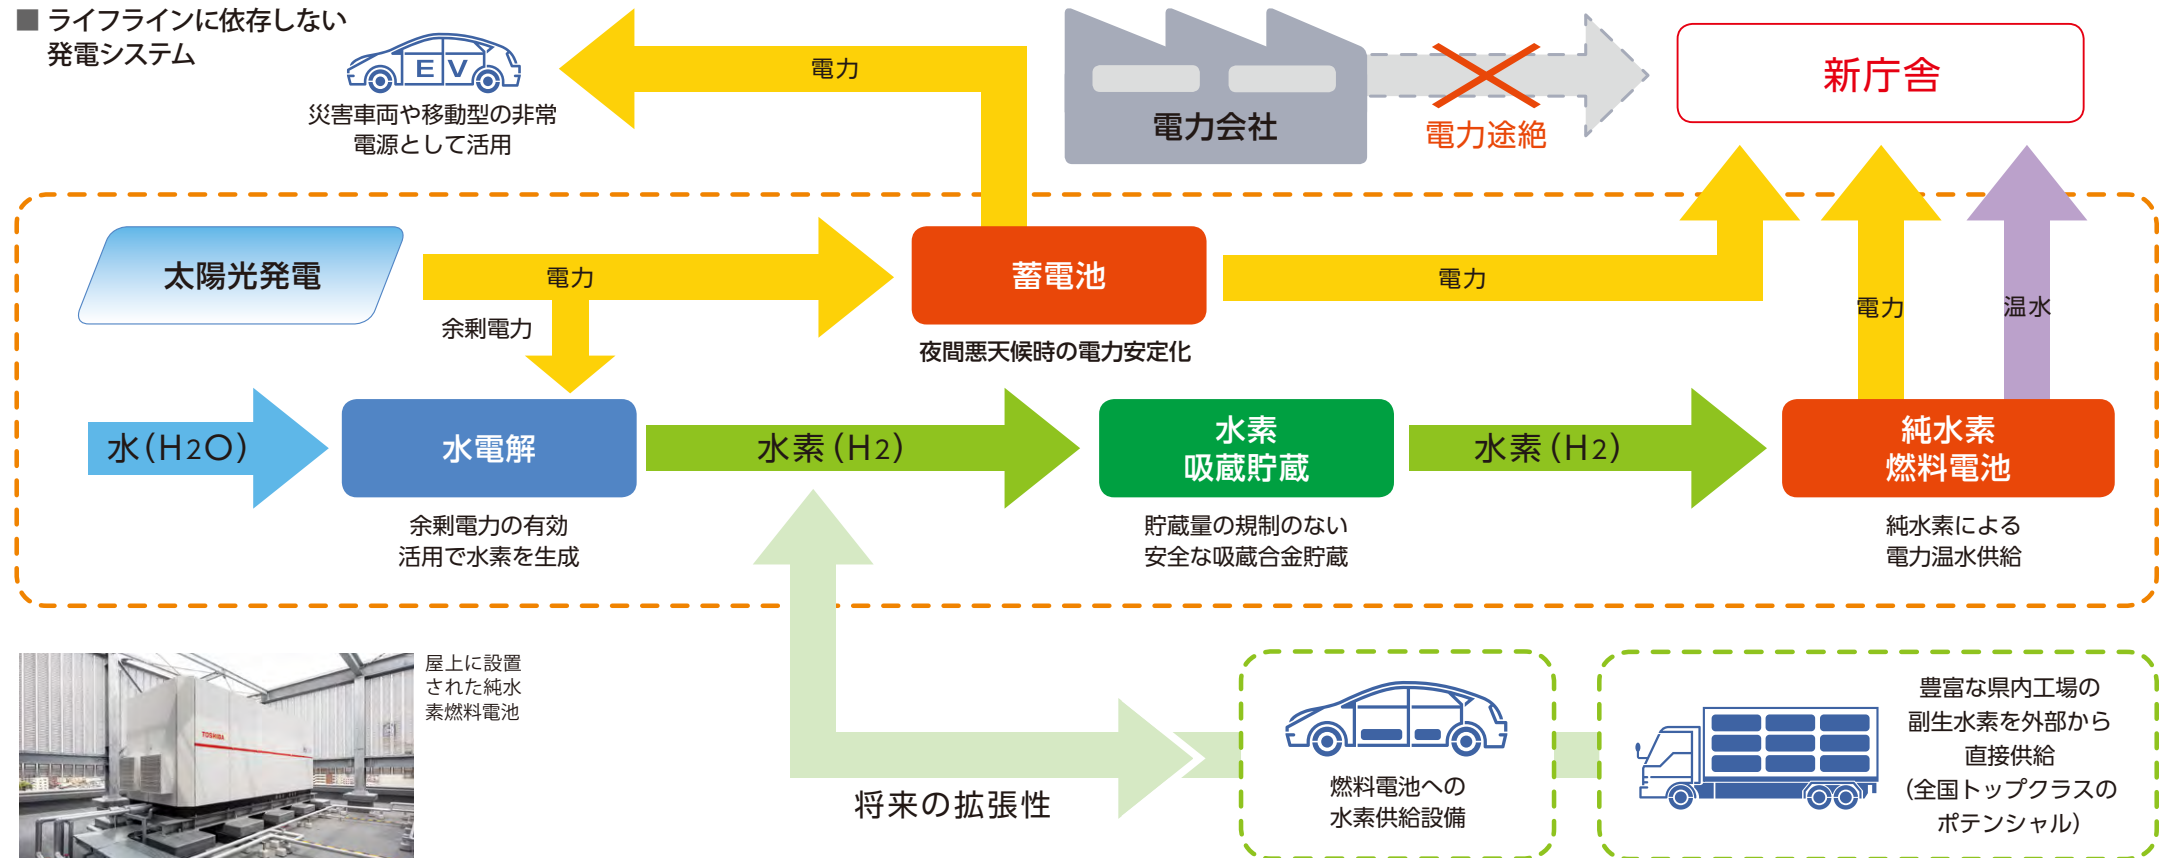 ■ ライフラインに依存しない
発電システム
EV
災害車両や移動型の非常
電源として活用
電力
電力会社
電力途絶
新庁舎
太陽光発電
電力
余剰電力
蓄電池
夜間悪天候時の電力安定化
電力
電力
温水
水(H2O)
水電解
余剰電力の有効
活用で水素を生成
水素(H2)
水素
吸蔵貯蔵
貯蔵量の規制のない
安全な吸蔵合金貯蔵
水素(H2)
純水素
燃料電池
純水素による
電力温水供給
TOSHIBA
屋上に設置
された純水
素燃料電池
将来の拡張性
燃料電池への
水素供給設備
豊富な県内工場の
副生水素を外部から
直接供給
(全国トップクラスの
ポテンシャル)